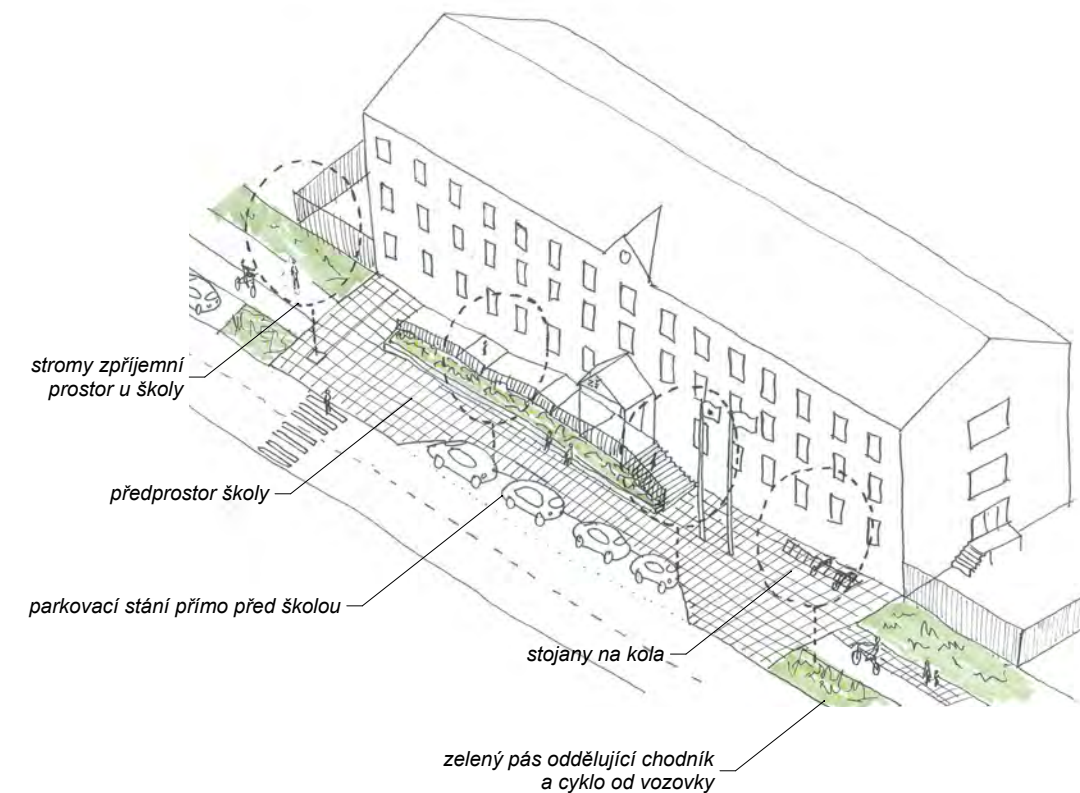 stromy zpříjemní
prostor u školy
předprostor školy
parkovací stání přímo před školou
stojany na kola
zelený pás oddělující chodník
a cyklo od vozovky